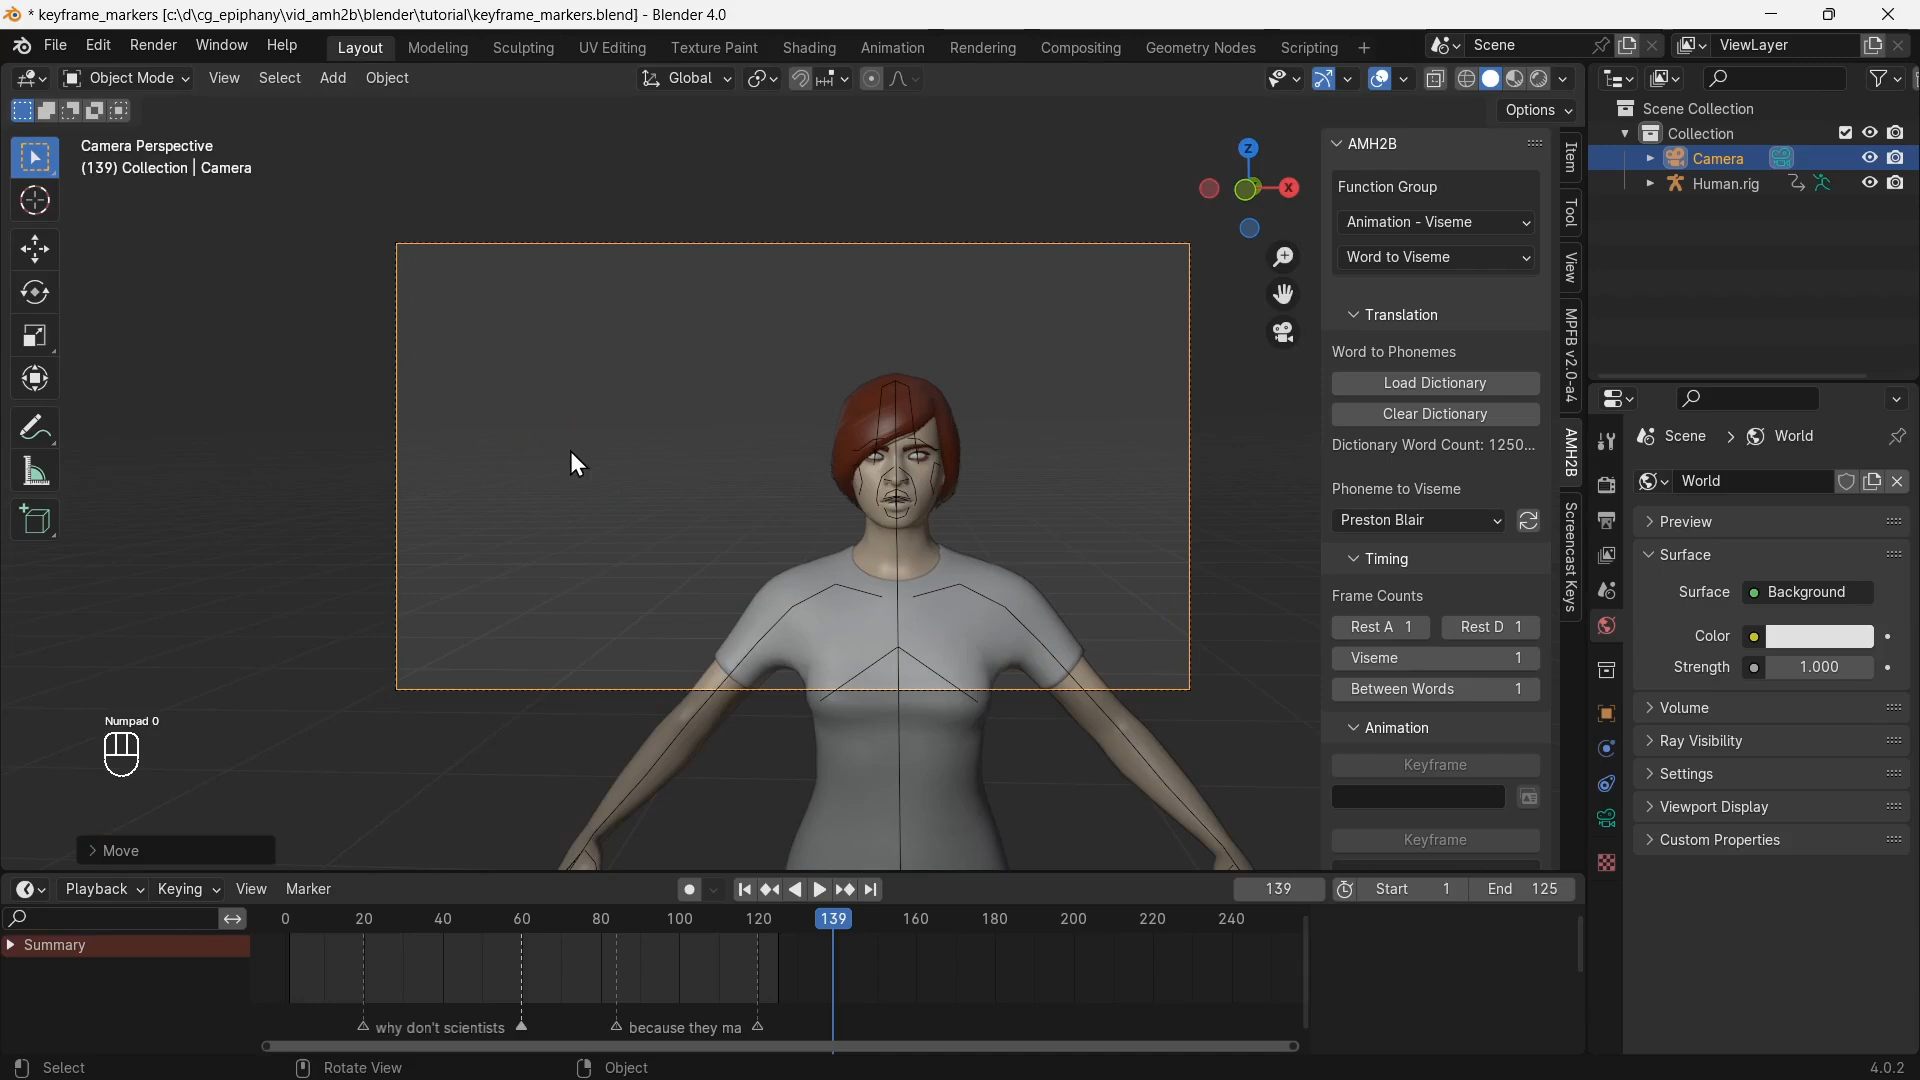 * keyframe_markers [c:\d\cg_epiphany\vid_amh2b\blender\tutorial\keyframe_markers.blend] - Blender 4.0
File Edit Render Window Help Layout Modeling Sculpting UV Editing Texture Paint Shading Animation Rendering Compositing Geometry Nodes Scripting + Scene ViewLayer
Object Mode View Select Add Object Global
Options
Camera Perspective
(139) Collection | Camera
Z
X
Numpad 0
Move
AMH2B
Function Group
Animation - Viseme
Word to Viseme
Translation
Word to Phonemes
Load Dictionary
Clear Dictionary
Dictionary Word Count: 1250...
Phoneme to Viseme
Preston Blair
Timing
Frame Counts
Rest A 1 Rest D 1
Viseme 1
Between Words 1
Animation
Keyframe
Keyframe
Item
Tool
View
MPFB v2.0-a4
AMH2B
Screencast Keys
Scene Collection
Collection
Camera
Human.rig
Scene > World
World
Preview
Surface
Surface Background
Color
Strength 1.000
Volume
Ray Visibility
Settings
Viewport Display
Custom Properties
Playback Keying View Marker 139 Start 1 End 125
0 20 40 60 80 100 120 139 160 180 200 220 240
Summary
why don't scientists because they ma
Select Rotate View Object 4.0.2